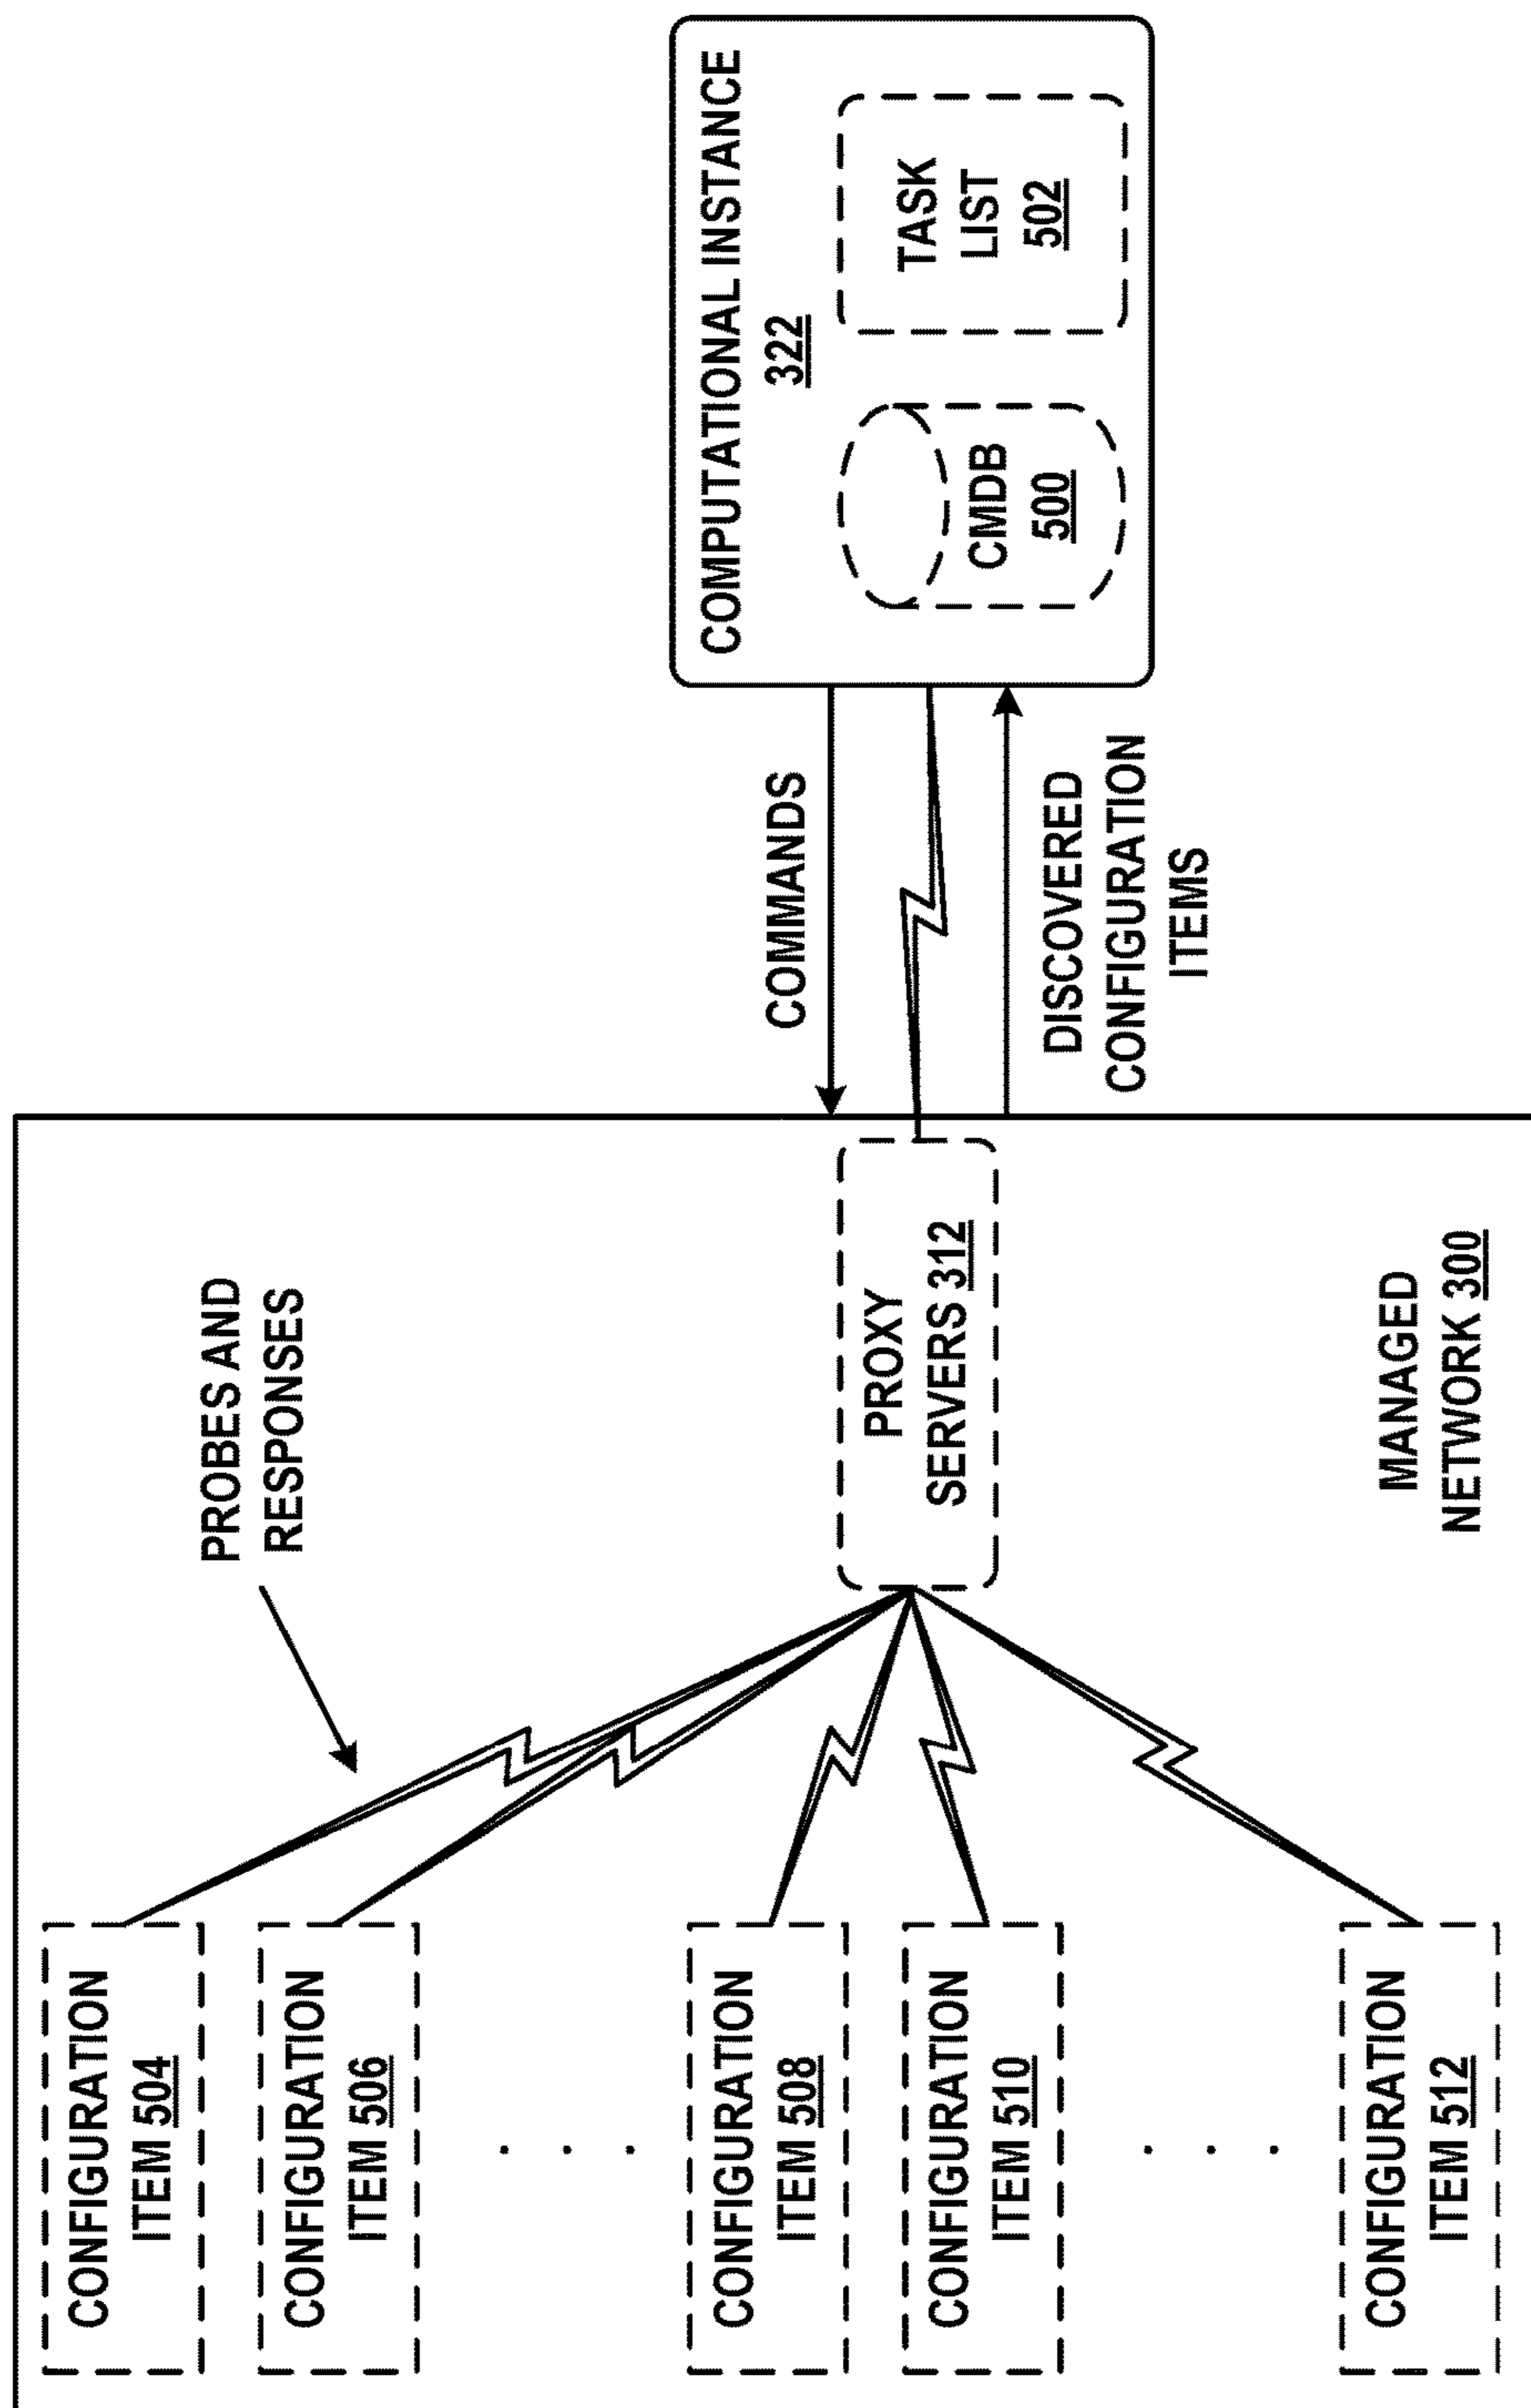 COMPUTATIONAL INSTANCE
322
CMDB
500
TASK
LIST
502
COMMANDS
DISCOVERED
CONFIGURATION
ITEMS
PROBES AND
RESPONSES
PROXY
SERVERS 312
MANAGED
NETWORK 300
CONFIGURATION
ITEM 504
CONFIGURATION
ITEM 506
. . .
CONFIGURATION
ITEM 508
CONFIGURATION
ITEM 510
. . .
CONFIGURATION
ITEM 512